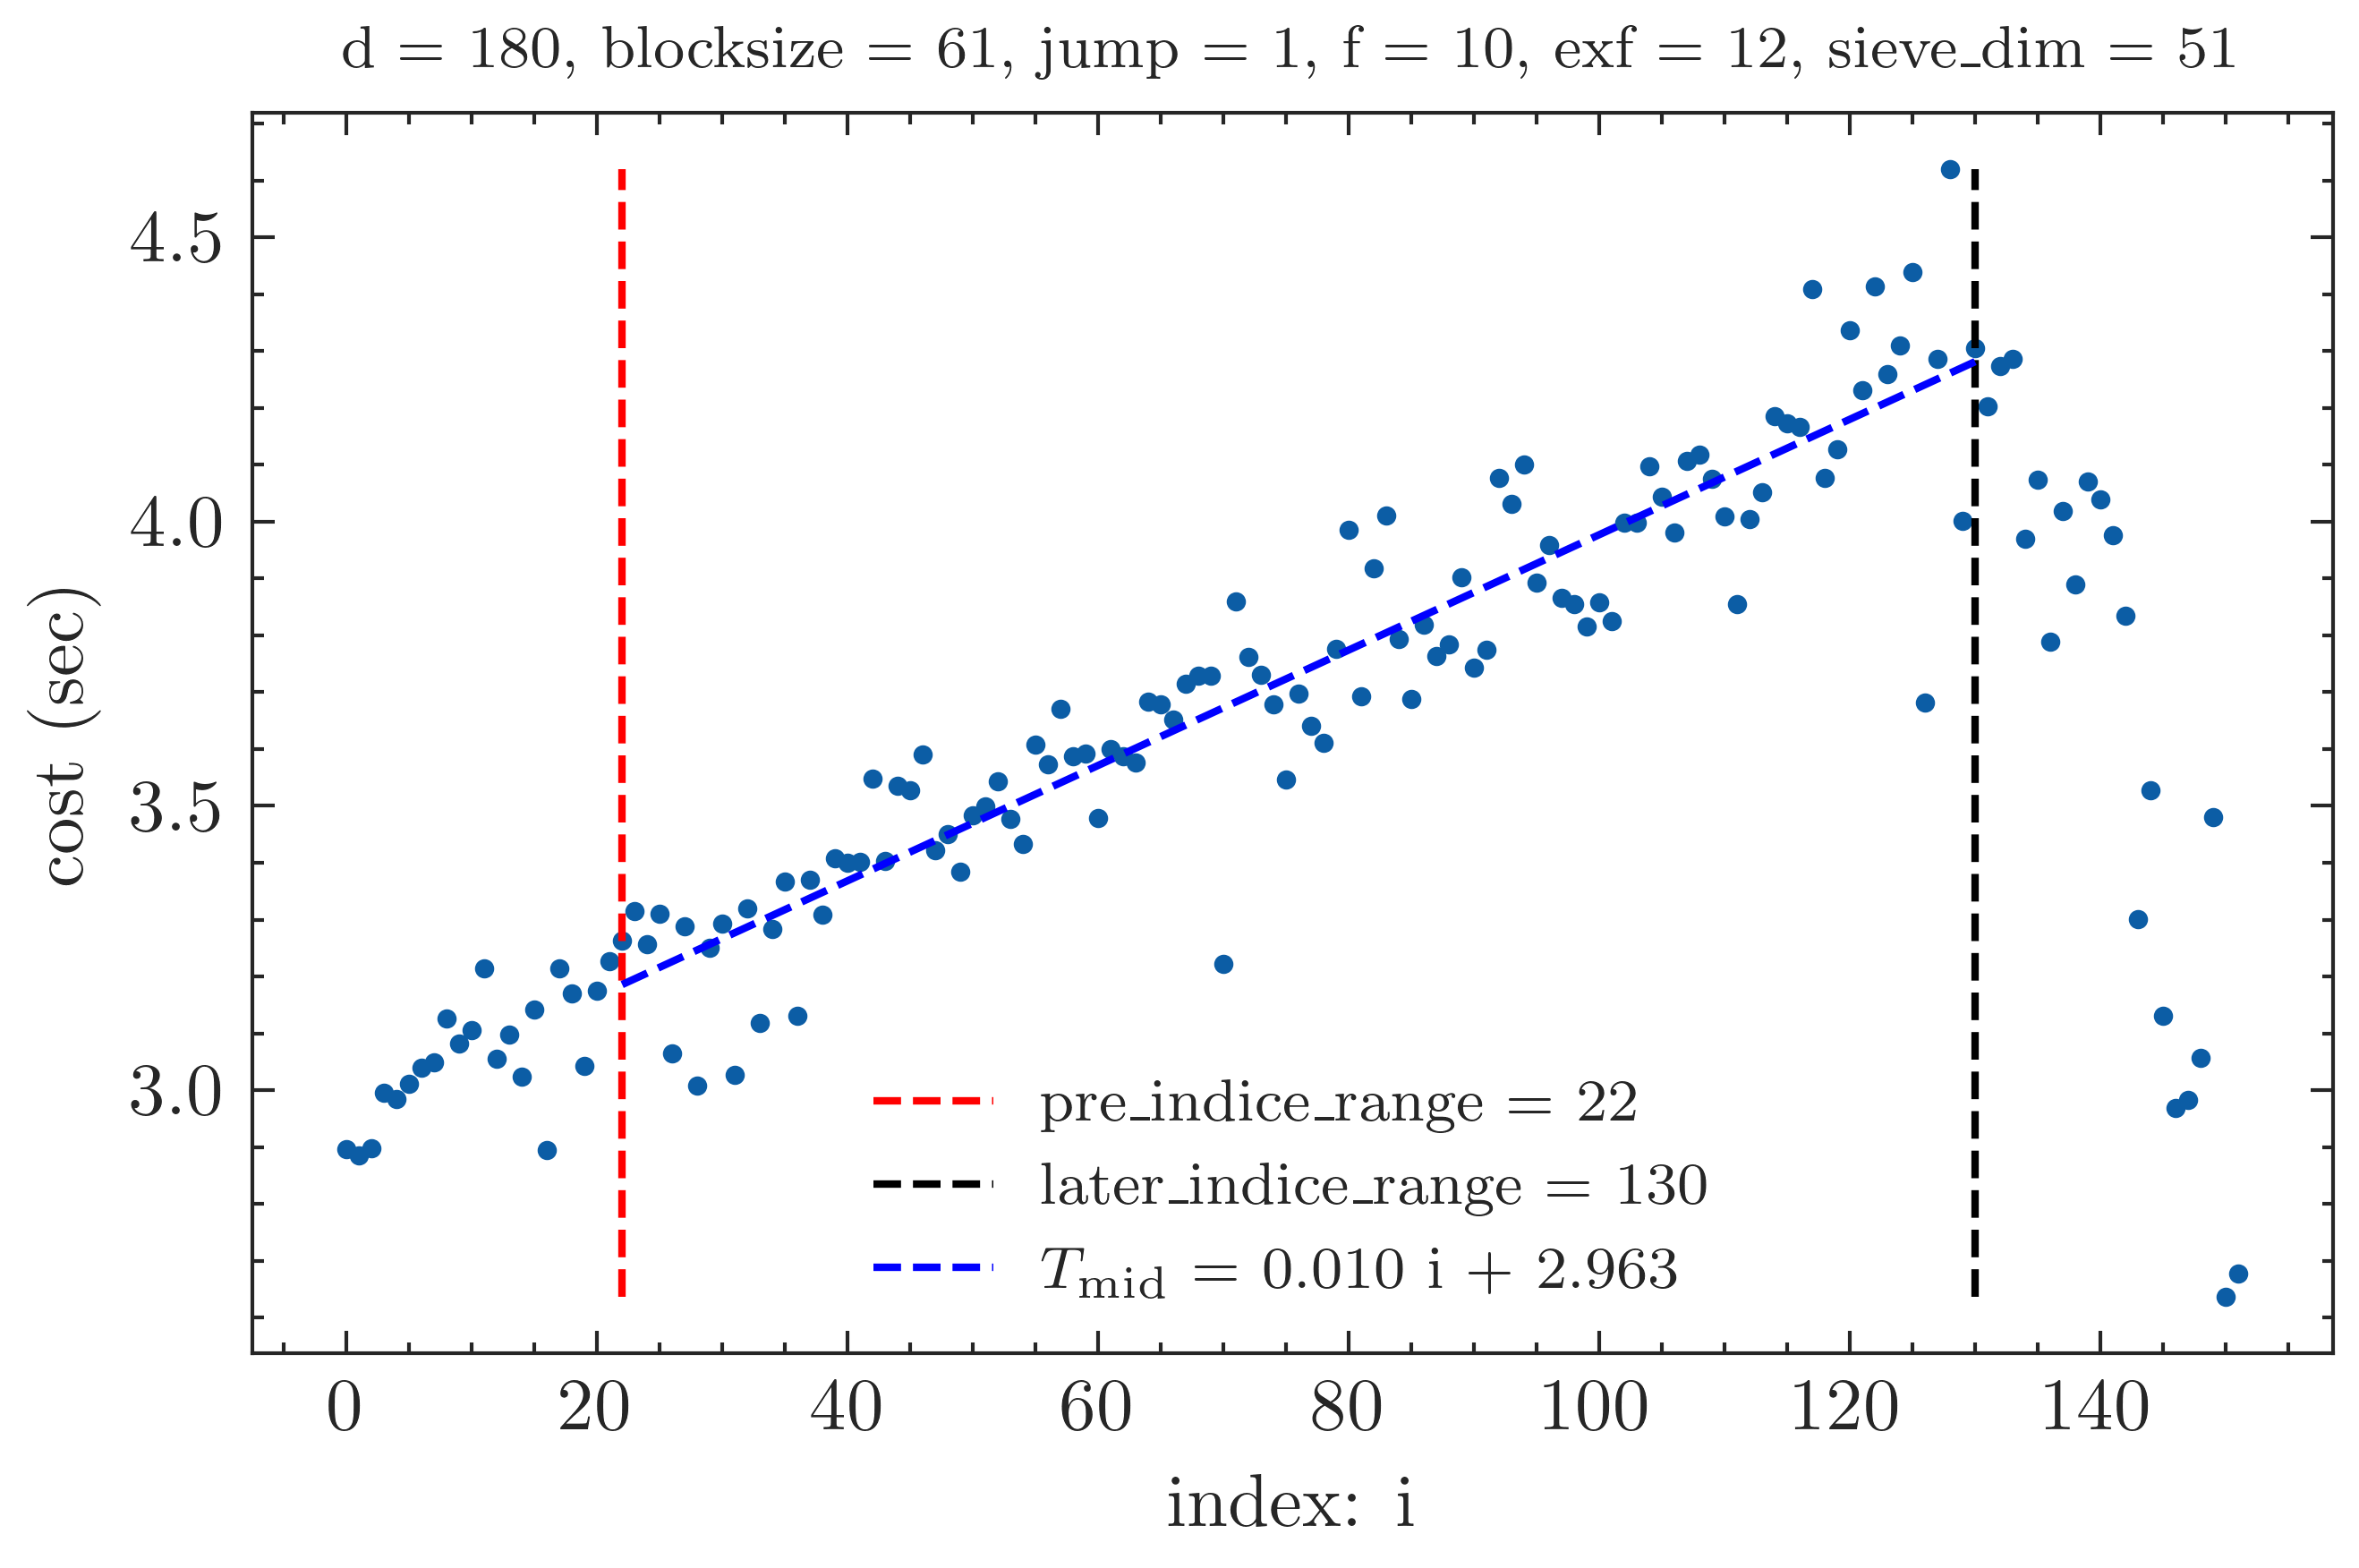 d = 180, blocksize = 61, jump = 1, f = 10, exf = 12, sieve_dim = 51
cost (sec)
4.5
4.0
3.5
3.0
pre_indice_range = 22
later_indice_range = 130
T_mid = 0.010 i + 2.963
0 20 40 60 80 100 120 140
index: i